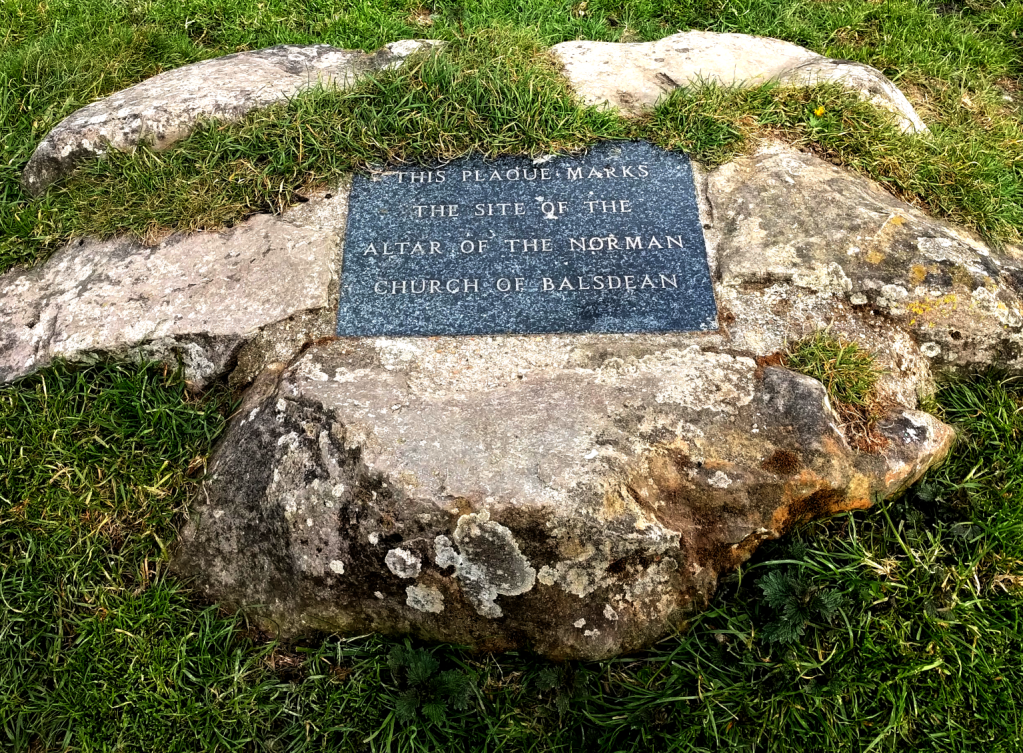 THIS PLAQUE MARKS
THE SITE OF THE
ALTAR OF THE NORMAN
CHURCH OF BALSDEAN